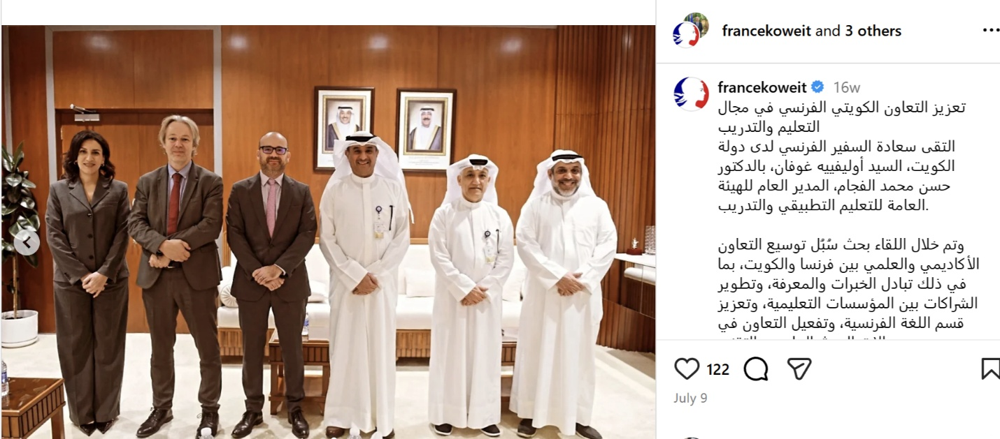 francekoweit and 3 others
francekoweit 16w
تعزيز التعاون الكويتي الفرنسي في مجال
التعليم والتدريب
التقى سعادة السفير الفرنسي لدى دولة
الكويت، السيد أوليفييه غوفان، بالدكتور
حسن محمد الفجام، المدير العام للهيئة
العامة للتعليم التطبيقي والتدريب.
وتم خلال اللقاء بحث سُبُل توسيع التعاون
الأكاديمي والعلمي بين فرنسا والكويت، بما
في ذلك تبادل الخبرات والمعرفة، وتطوير
الشراكات بين المؤسسات التعليمية، وتعزيز
قسم اللغة الفرنسية، وتفعيل التعاون في
122
July 9